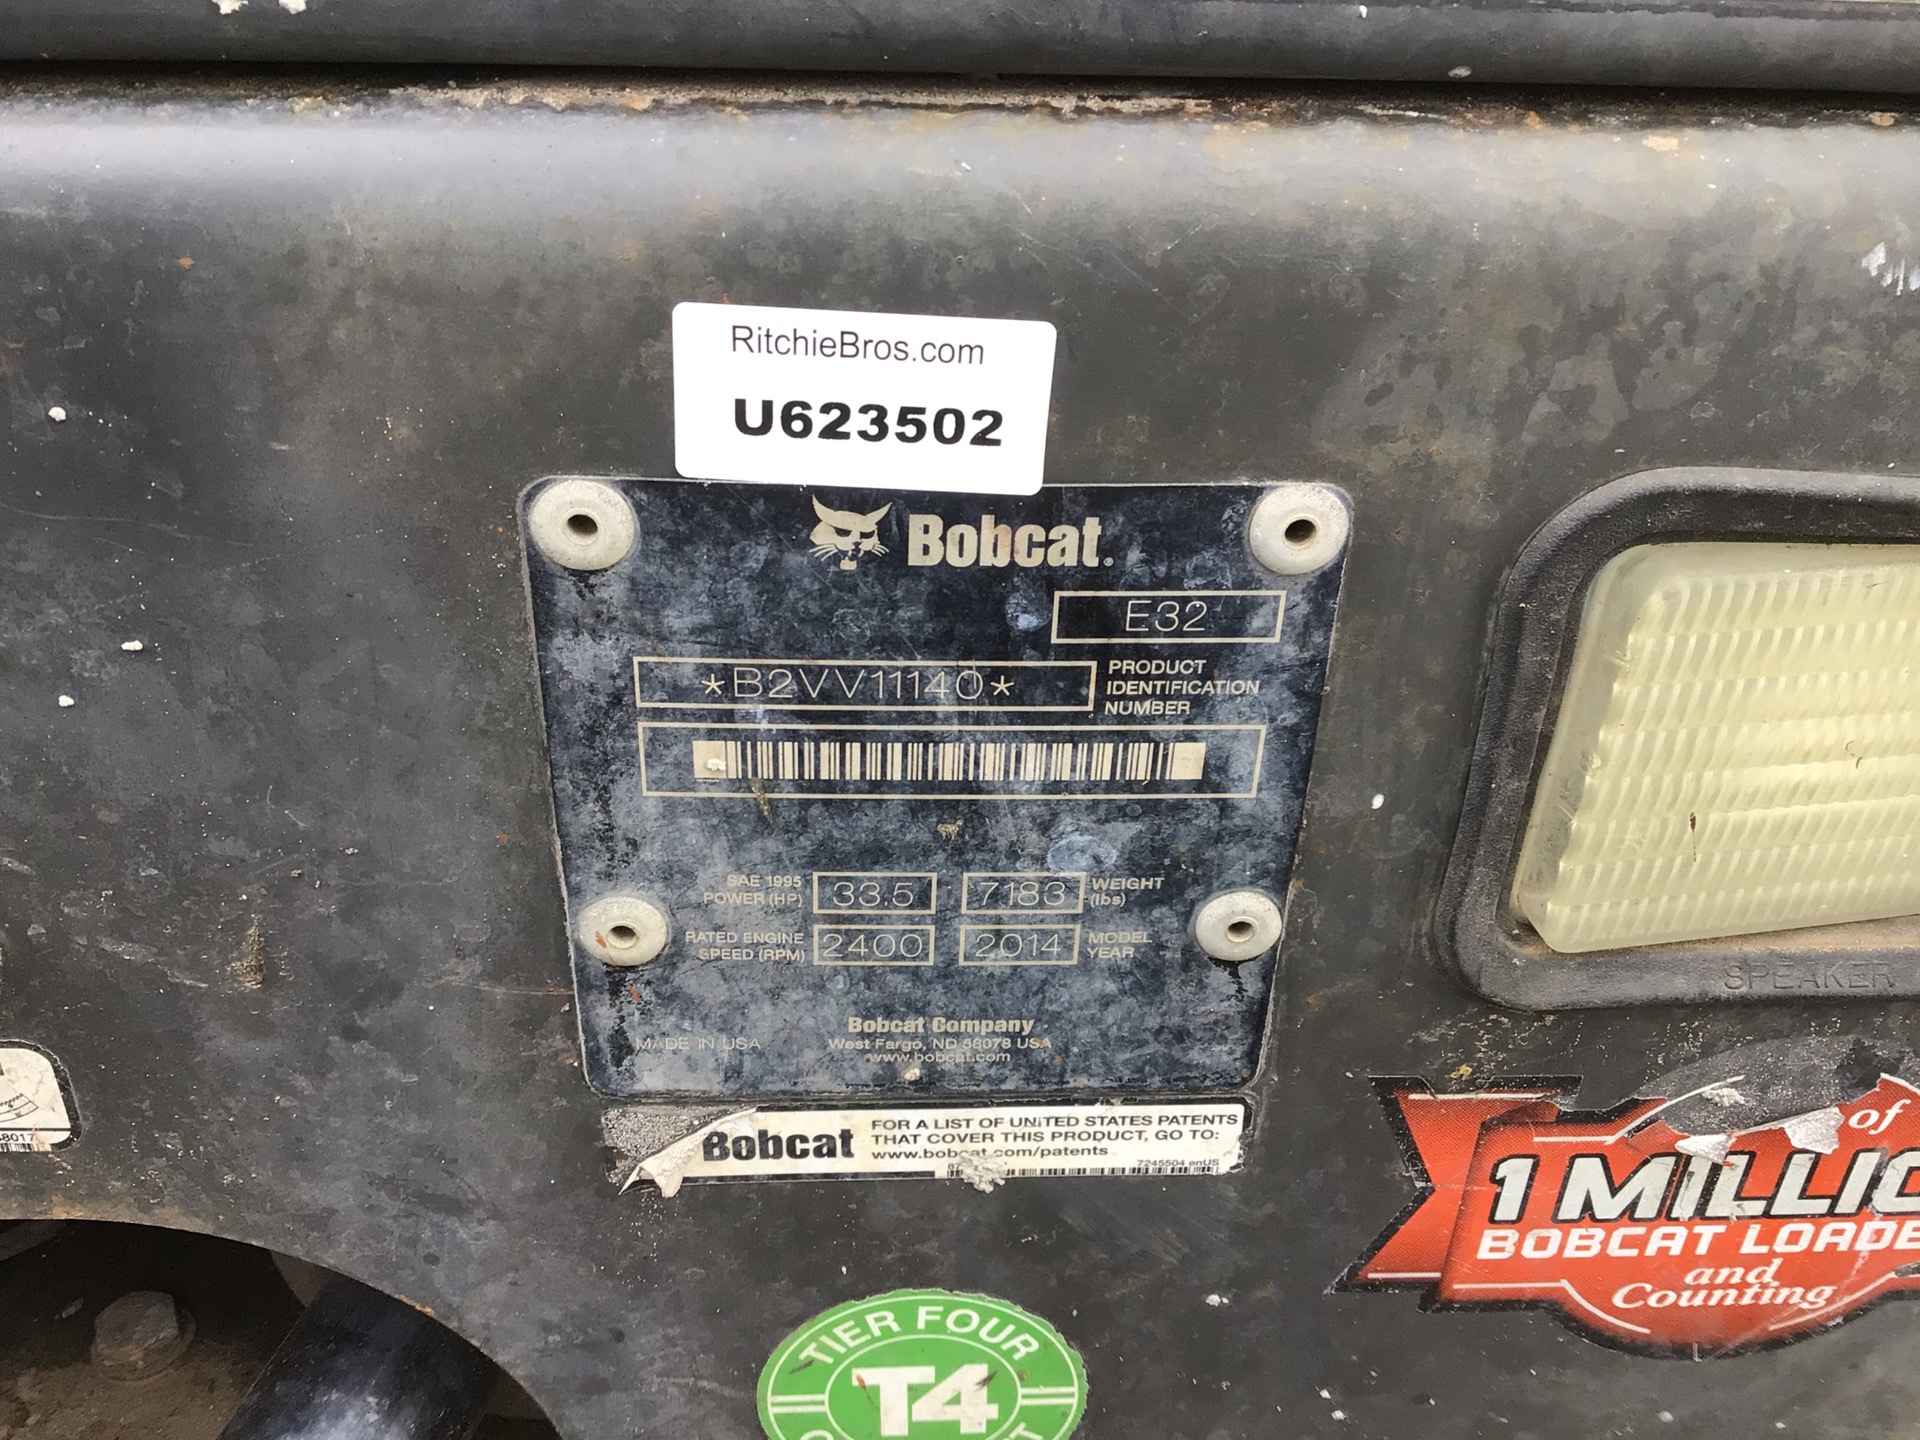 RitchieBros.com
U623502
Bobcat®
E32
*B2VV11140*
PRODUCT
IDENTIFICATION
NUMBER
SAE 1995
POWER (HP)
33.5
7183
WEIGHT
(lbs)
RATED ENGINE
SPEED (RPM)
2400
2014
MODEL
YEAR
MADE IN USA
Bobcat Company
West Fargo, ND 58078 USA
www.bobcat.com
Bobcat
FOR A LIST OF UNITED STATES PATENTS
THAT COVER THIS PRODUCT, GO TO:
www.bobcat.com/patents
7245504 enUS
SPEAKER
of
1 MILLIO
BOBCAT LOADE
and
Counting
TIER FOUR
T4